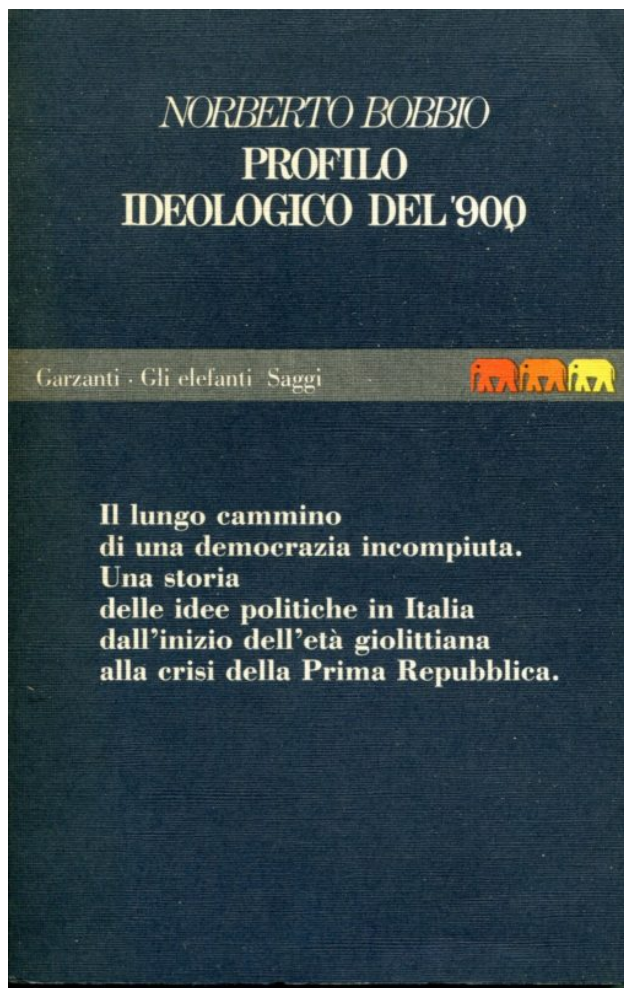 NORBERTO BOBBIO
PROFILO
IDEOLOGICO DEL '900
Garzanti · Gli elefanti Saggi
Il lungo cammino
di una democrazia incompiuta.
Una storia
delle idee politiche in Italia
dall'inizio dell'età giolittiana
alla crisi della Prima Repubblica.